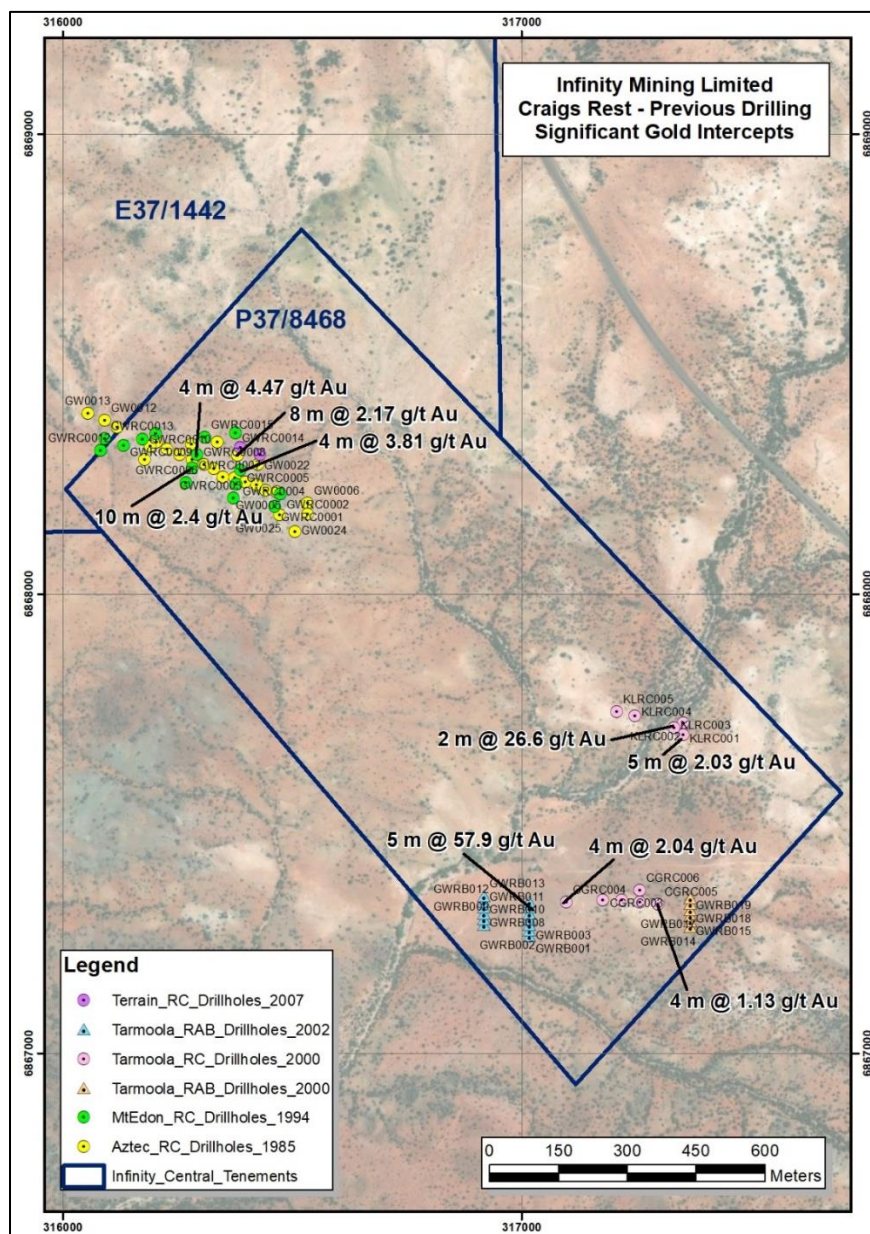 316000
317000
Infinity Mining Limited
Craigs Rest - Previous Drilling
Significant Gold Intercepts
6869000
6869000
E37/1442
P37/8468
4 m @ 4.47 g/t Au
GW0013
GW0012
8 m @ 2.17 g/t Au
GWRC0013
GWRC0015
GWRC0014
4 m @ 3.81 g/t Au
GW0022
GWRC0005
GWRC0004
GW0006
GWRC0002
10 m @ 2.4 g/t Au
GWRC0001
GW0025
GW0024
6868000
6868000
KLRC005
KLRC004
KLRC003
2 m @ 26.6 g/t Au
KLRC002
KLRC001
5 m @ 2.03 g/t Au
5 m @ 57.9 g/t Au
4 m @ 2.04 g/t Au
GWRB013
GWRB012
CGRC006
CGRC004
CGRC005
GWRB011
GWRB010
GWRB019
GWRB018
GWRB008
GWRB003
GWRB015
GWRB002
GWRB001
GWRB014
4 m @ 1.13 g/t Au
6867000
6867000
Legend
Terrain_RC_Drillholes_2007
Tarmoola_RAB_Drillholes_2002
Tarmoola_RC_Drillholes_2000
Tarmoola_RAB_Drillholes_2000
MtEdon_RC_Drillholes_1994
Aztec_RC_Drillholes_1985
Infinity_Central_Tenements
0 150 300 450 600
Meters
316000
317000